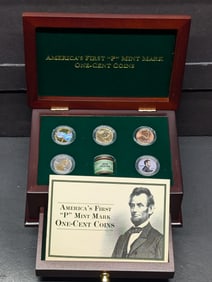 AMERICA'S FIRST "P" MINT MARK
ONE-CENT COINS
AMERICA'S FIRST
"P" MINT MARK
ONE-CENT COINS